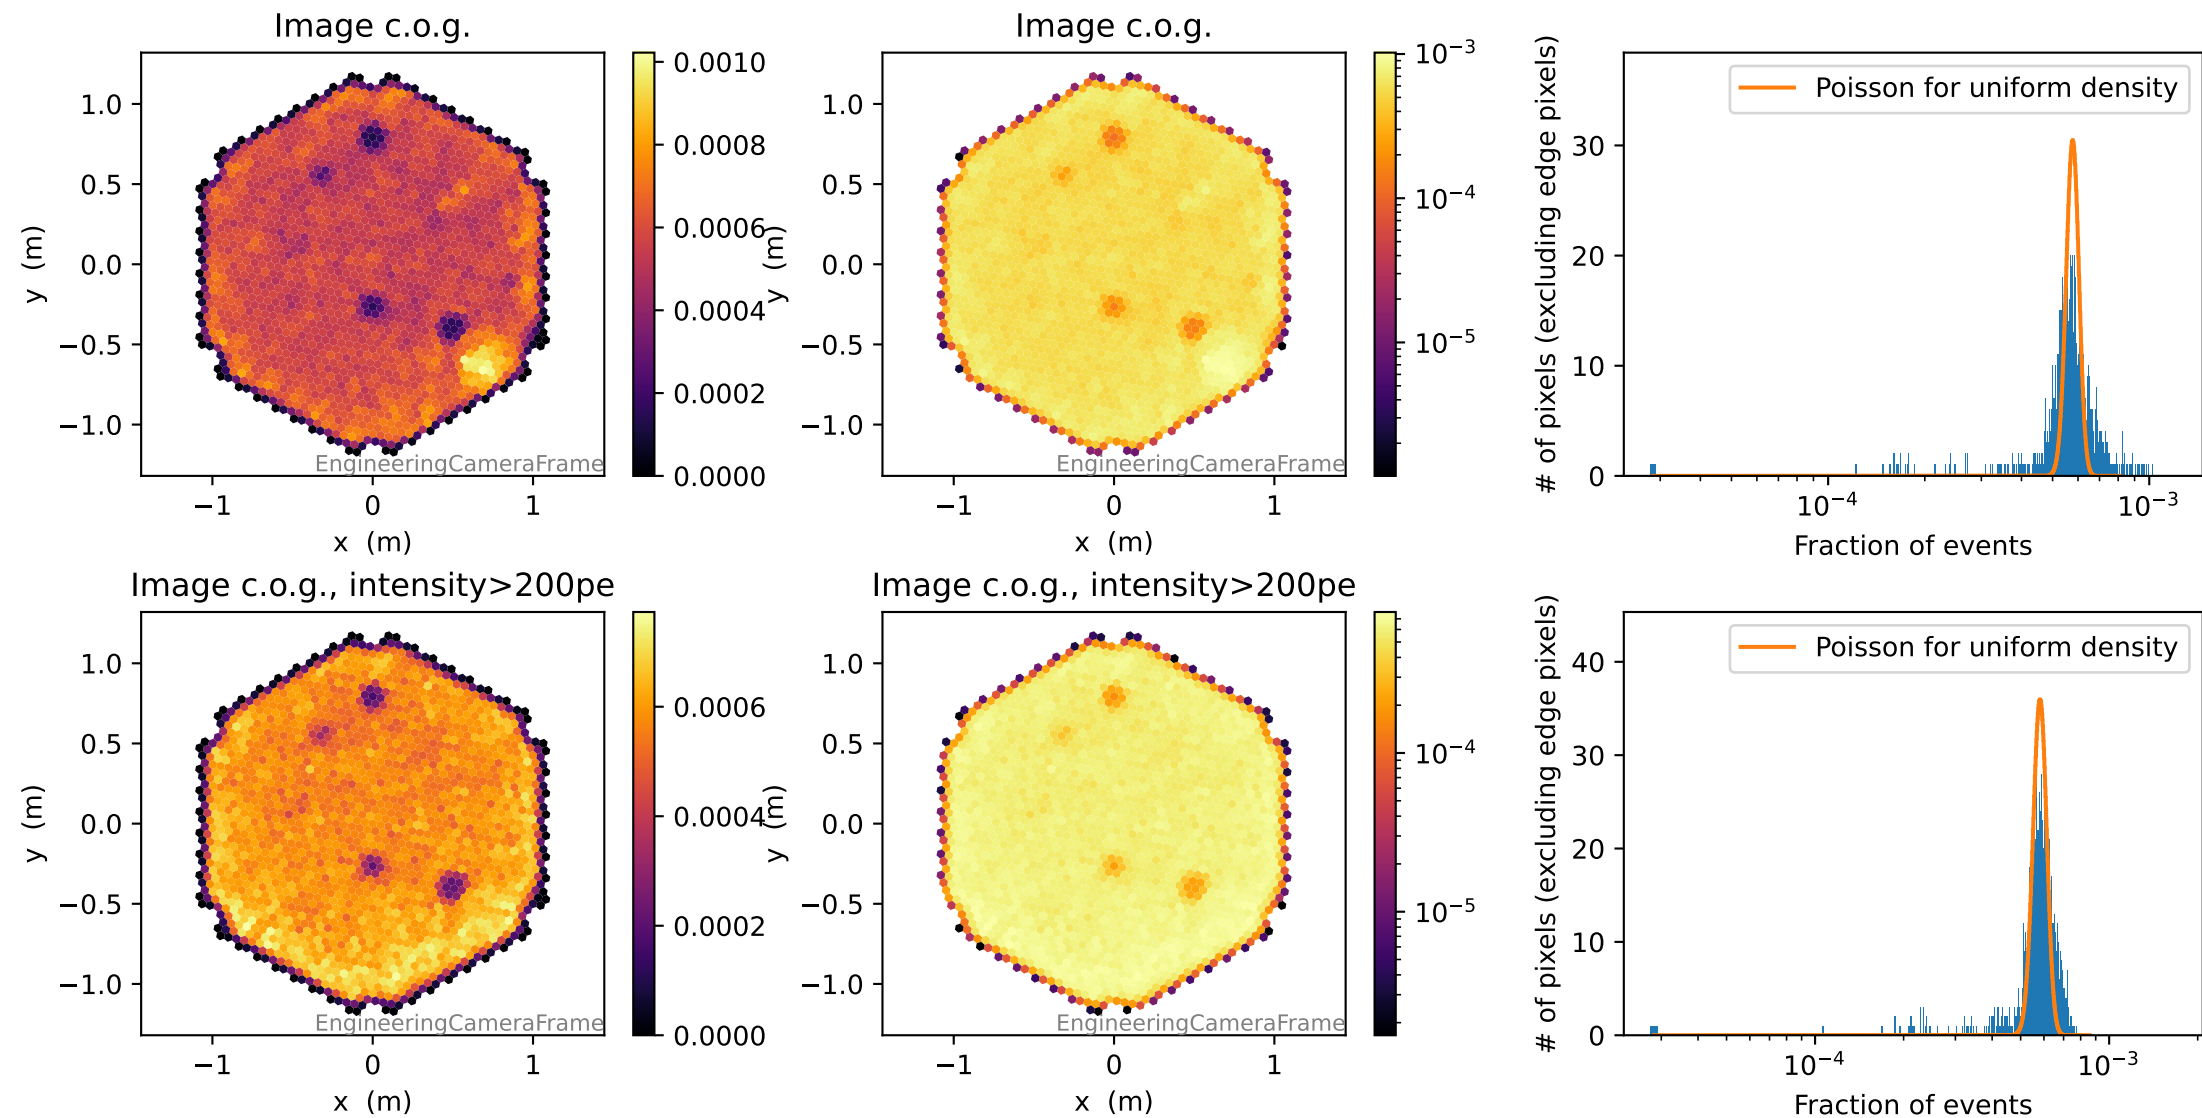 Image c.o.g.
y (m)
1.0
0.5
0.0
−0.5
−1.0
−1
0
1
x (m)
EngineeringCameraFrame
0.0010
0.0008
0.0006
0.0004
0.0002
0.0000
Image c.o.g.
y (m)
1.0
0.5
0.0
−0.5
−1.0
−1
0
1
x (m)
EngineeringCameraFrame
10⁻³
10⁻⁴
10⁻⁵
# of pixels (excluding edge pixels)
30
20
10
0
Poisson for uniform density
10⁻⁴
10⁻³
Fraction of events
Image c.o.g., intensity>200pe
y (m)
1.0
0.5
0.0
−0.5
−1.0
−1
0
1
x (m)
EngineeringCameraFrame
0.0006
0.0004
0.0002
0.0000
Image c.o.g., intensity>200pe
y (m)
1.0
0.5
0.0
−0.5
−1.0
−1
0
1
x (m)
EngineeringCameraFrame
10⁻⁴
10⁻⁵
# of pixels (excluding edge pixels)
40
30
20
10
0
Poisson for uniform density
10⁻⁴
10⁻³
Fraction of events